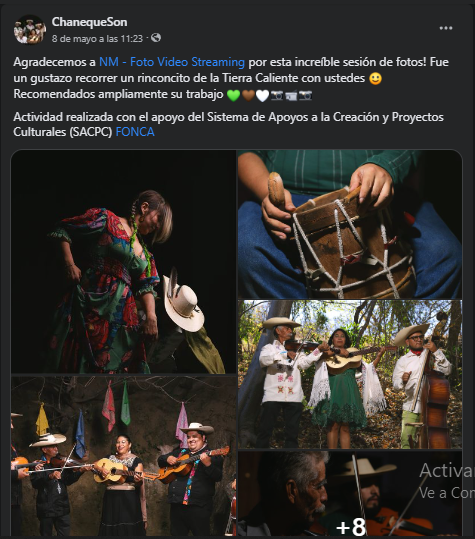 ChanequeSon
8 de mayo a las 11:23 ·
Agradecemos a NM - Foto Video Streaming por esta increíble sesión de fotos! Fue
un gustazo recorrer un rinconcito de la Tierra Caliente con ustedes 😃
Recomendados ampliamente su trabajo 💚🤎🤍📷📹📷
Actividad realizada con el apoyo del Sistema de Apoyos a la Creación y Proyectos
Culturales (SACPC) FONCA
+8
Activa
Ve a Con